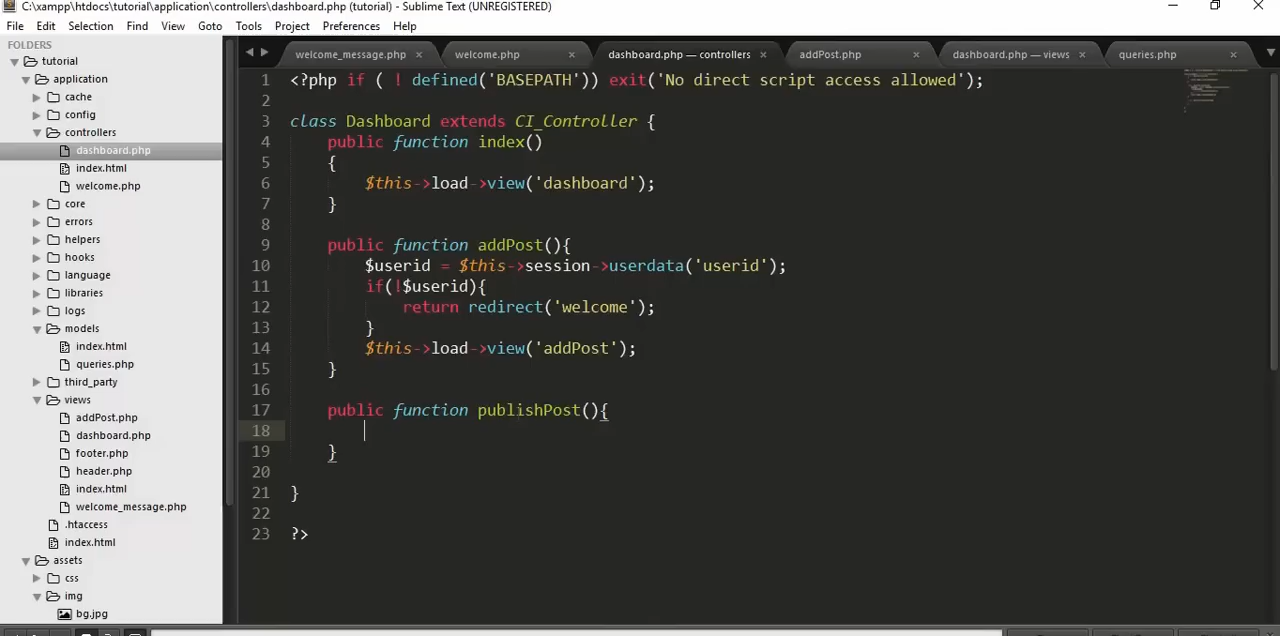 C:\xampp\htdocs\tutorial\application\controllers\dashboard.php (tutorial) - Sublime Text (UNREGISTERED)
File Edit Selection Find View Goto Tools Project Preferences Help
FOLDERS
tutorial
application
cache
config
controllers
dashboard.php
index.html
welcome.php
core
errors
helpers
hooks
language
libraries
logs
models
index.html
queries.php
third_party
views
addPost.php
dashboard.php
footer.php
header.php
index.html
welcome_message.php
.htaccess
index.html
assets
css
img
bg.jpg
welcome_message.php × welcome.php × dashboard.php — controllers × addPost.php × dashboard.php — views × queries.php ×
1 <?php if ( ! defined('BASEPATH')) exit('No direct script access allowed');
2
3 class Dashboard extends CI_Controller {
4 public function index()
5 {
6 $this->load->view('dashboard');
7 }
8
9 public function addPost(){
10 $userid = $this->session->userdata('userid');
11 if(!$userid){
12 return redirect('welcome');
13 }
14 $this->load->view('addPost');
15 }
16
17 public function publishPost(){
18
19 }
20
21 }
22
23 ?>